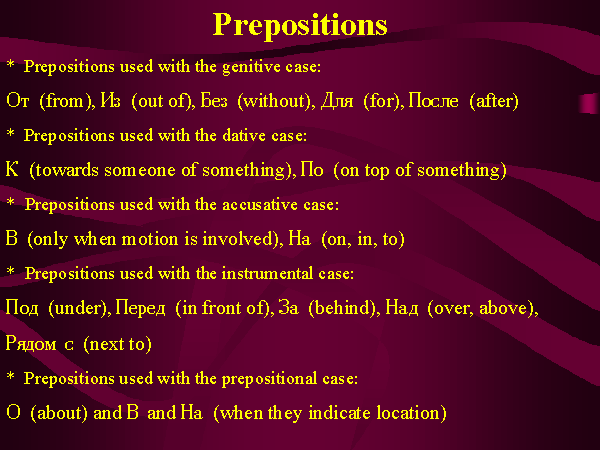 Prepositions
* Prepositions used with the genitive case:
От (from), Из (out of), Без (without), Для (for), После (after)
* Prepositions used with the dative case:
К (towards someone of something), По (on top of something)
* Prepositions used with the accusative case:
В (only when motion is involved), На (on, in, to)
* Prepositions used with the instrumental case:
Под (under), Перед (in front of), За (behind), Над (over, above),
Рядом с (next to)
* Prepositions used with the prepositional case:
О (about) and В and На (when they indicate location)